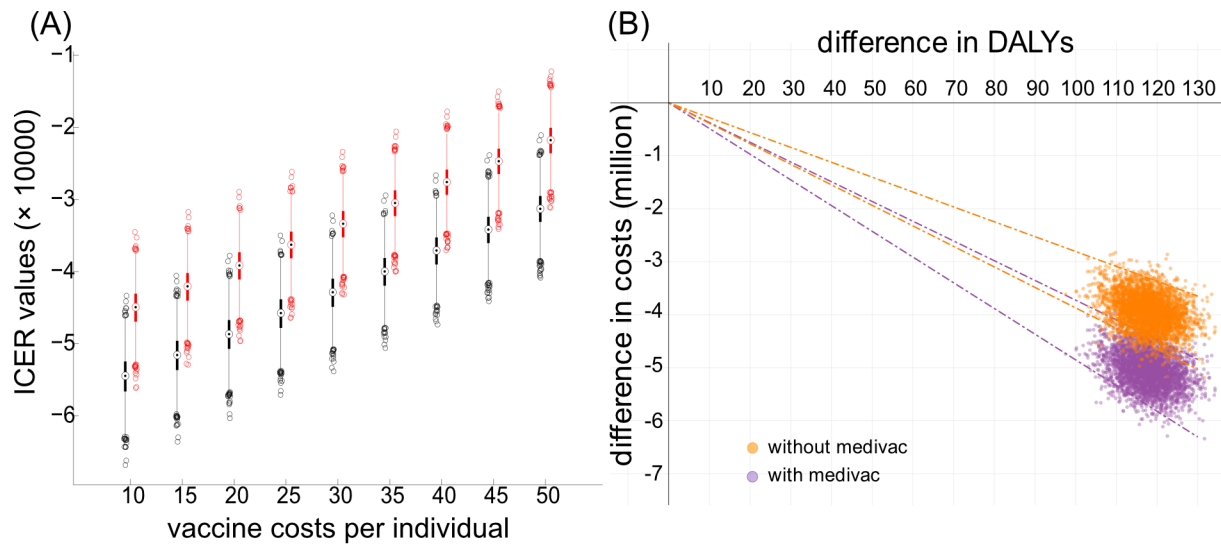 (A)
ICER values (× 10000)
−1
−2
−3
−4
−5
−6
10 15 20 25 30 35 40 45 50
vaccine costs per individual
(B)
difference in DALYs
10 20 30 40 50 60 70 80 90 100 110 120 130
difference in costs (million)
-1
-2
-3
-4
-5
-6
-7
without medivac
with medivac